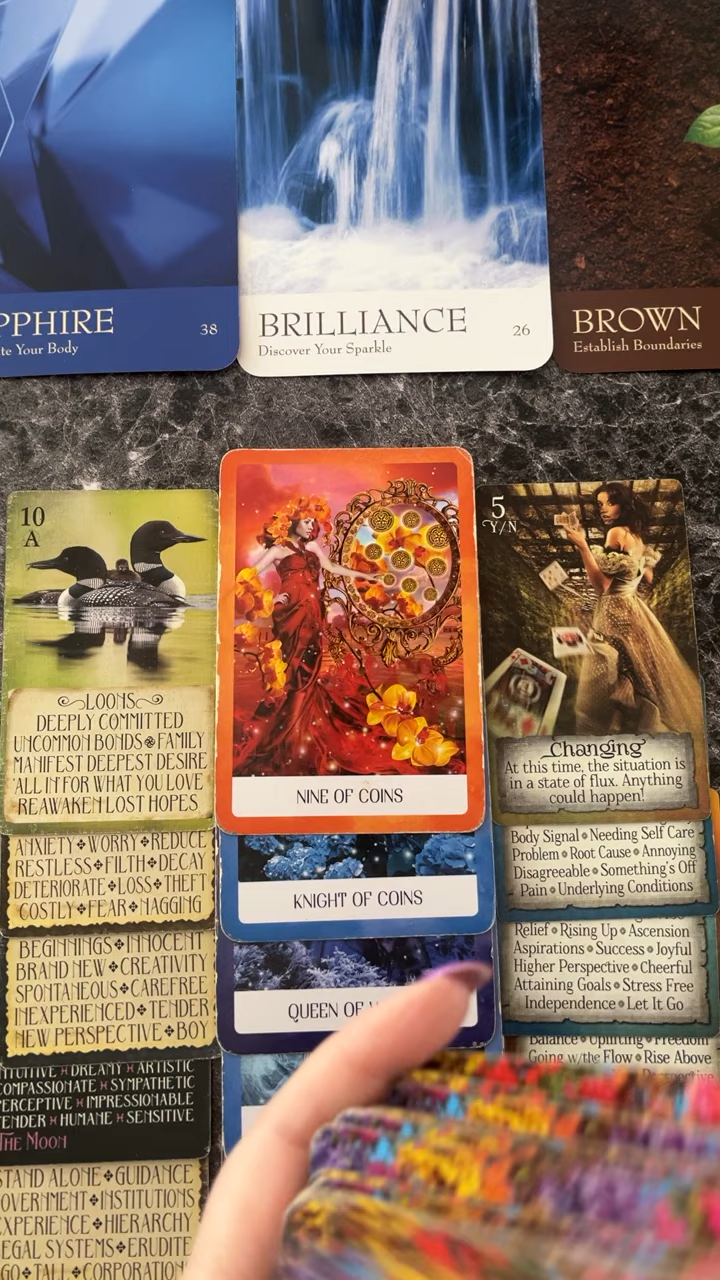 PPHIRE
te Your Body
38
BRILLIANCE
Discover Your Sparkle
26
BROWN
Establish Boundaries
10
A
LOONS
DEEPLY COMMITTED
UNCOMMON BONDS FAMILY
MANIFEST DEEPEST DESIRE
ALL IN FOR WHAT YOU LOVE
REAWAKEN LOST HOPES
ANXIETY WORRY REDUCE
RESTLESS FILTH DECAY
DETERIORATE LOSS THEFT
COSTLY FEAR NAGGING
BEGINNINGS INNOCENT
BRAND NEW CREATIVITY
SPONTANEOUS CAREFREE
INEXPERIENCED TENDER
NEW PERSPECTIVE BOY
TUITIVE DREAMY ARTISTIC
COMPASSIONATE SYMPATHETIC
PERCEPTIVE IMPRESSIONABLE
TENDER HUMANE SENSITIVE
THE MOON
STAND ALONE GUIDANCE
OVERNMENT INSTITUTIONS
XPERIENCE HIERARCHY
EGAL SYSTEMS ERUDITE
GO TALL CORPORATION
NINE OF COINS
KNIGHT OF COINS
QUEEN OF
5
Y/N
Changing
At this time, the situation is
in a state of flux. Anything
could happen!
Body Signal Needing Self Care
Problem Root Cause Annoying
Disagreeable Something's Off
Pain Underlying Conditions
Relief Rising Up Ascension
Aspirations Success Joyful
Higher Perspective Cheerful
Attaining Goals Stress Free
Independence Let It Go
Balance Uplifting Freedom
Going w/the Flow Rise Above
Perspective